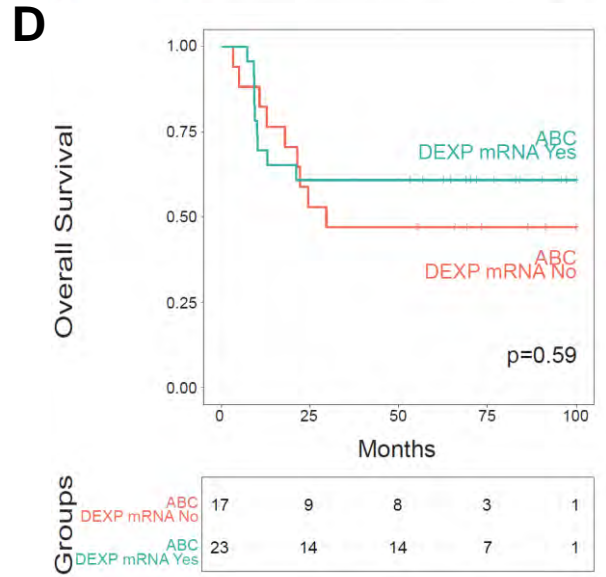 D
Overall Survival
1.00
0.75
0.50
0.25
0.00
ABC
DEXP mRNA Yes
ABC
DEXP mRNA No
p=0.59
0 25 50 75 100
Months
Groups
ABC
DEXP mRNA No
17 9 8 3 1
ABC
DEXP mRNA Yes
23 14 14 7 1